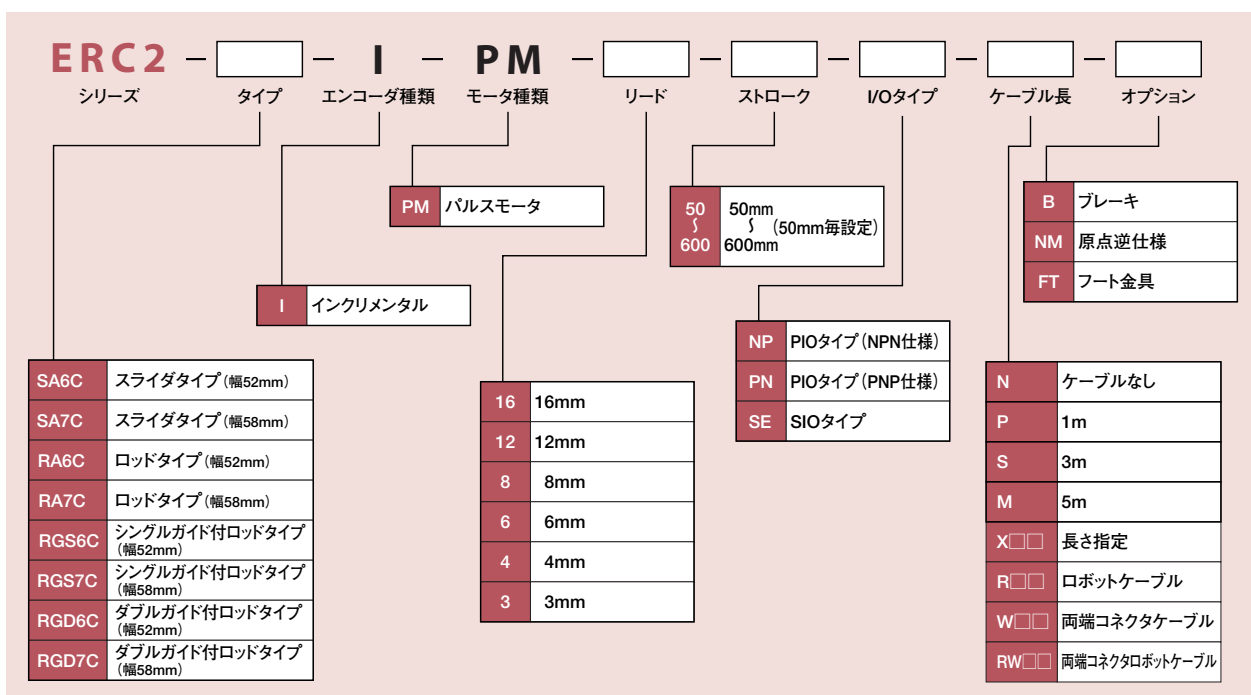 ERC2 − □ − I − PM − □ − □ − □ − □ − □
シリーズ タイプ エンコーダ種類 モータ種類 リード ストローク I/Oタイプ ケーブル長 オプション
SA6C スライダタイプ(幅52mm)
SA7C スライダタイプ(幅58mm)
RA6C ロッドタイプ(幅52mm)
RA7C ロッドタイプ(幅58mm)
RGS6C シングルガイド付ロッドタイプ
(幅52mm)
RGS7C シングルガイド付ロッドタイプ
(幅58mm)
RGD6C ダブルガイド付ロッドタイプ
(幅52mm)
RGD7C ダブルガイド付ロッドタイプ
(幅58mm)
I インクリメンタル
PM パルスモータ
16 16mm
12 12mm
8 8mm
6 6mm
4 4mm
3 3mm
50 50mm
〜 〜 (50mm毎設定)
600 600mm
NP PIOタイプ(NPN仕様)
PN PIOタイプ(PNP仕様)
SE SIOタイプ
N ケーブルなし
P 1m
S 3m
M 5m
X□□ 長さ指定
R□□ ロボットケーブル
W□□ 両端コネクタケーブル
RW□□ 両端コネクタロボットケーブル
B ブレーキ
NM 原点逆仕様
FT フート金具